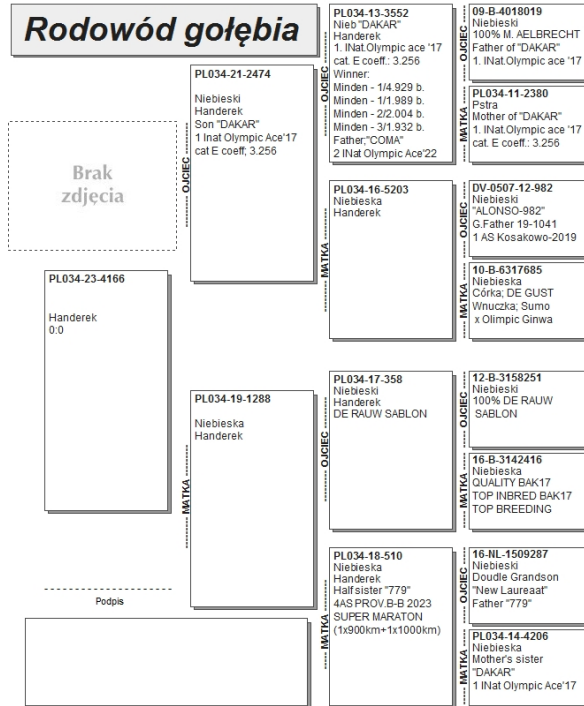 Rodowód gołębia
Brak
zdjęcia
PL034-23-4166
Handerek
0:0
Podpis
OJCIEC
PL034-21-2474
Niebieski
Handerek
Son "DAKAR"
1 Inat Olympic Ace'17
cat E coeff; 3.256
MATKA
PL034-19-1288
Niebieska
Handerek
OJCIEC
PL034-13-3552
Nieb "DAKAR"
Handerek
1. INat.Olympic ace '17
cat. E coeff.: 3.256
Winner:
Minden - 1/4.929 b.
Minden - 1/1.989 b.
Minden - 2/2.004 b.
Minden - 3/1.932 b.
Father;"COMA"
2 INat Olympic Ace'22
MATKA
PL034-16-5203
Niebieska
Handerek
OJCIEC
PL034-17-358
Niebieski
Handerek
DE RAUW SABLON
MATKA
PL034-18-510
Niebieska
Handerek
Half sister "779"
4AS PROV.B-B 2023
SUPER MARATON
(1x900km+1x1000km)
OJCIEC
09-B-4018019
Niebieski
100% M. AELBRECHT
Father of "DAKAR"
1. INat.Olympic ace '17
MATKA
PL034-11-2380
Pstra
Mother of "DAKAR"
1. INat.Olympic ace '17
cat. E coeff.: 3.256
OJCIEC
DV-0507-12-982
Niebieski
"ALONSO-982"
G.Father 19-1041
1 AS Kosakowo-2019
MATKA
10-B-6317685
Niebieska
Córka; DE GUST
Wnuczka; Sumo
x Olimpic Ginwa
OJCIEC
12-B-3158251
Niebieski
100% DE RAUW
SABLON
MATKA
16-B-3142416
Niebieska
QUALITY BAK17
TOP INBRED BAK17
TOP BREEDING
OJCIEC
16-NL-1509287
Niebieski
Doudle Grandson
"New Laureaat"
Father "779"
MATKA
PL034-14-4206
Niebieska
Mother's sister
"DAKAR"
1 INat Olympic Ace'17